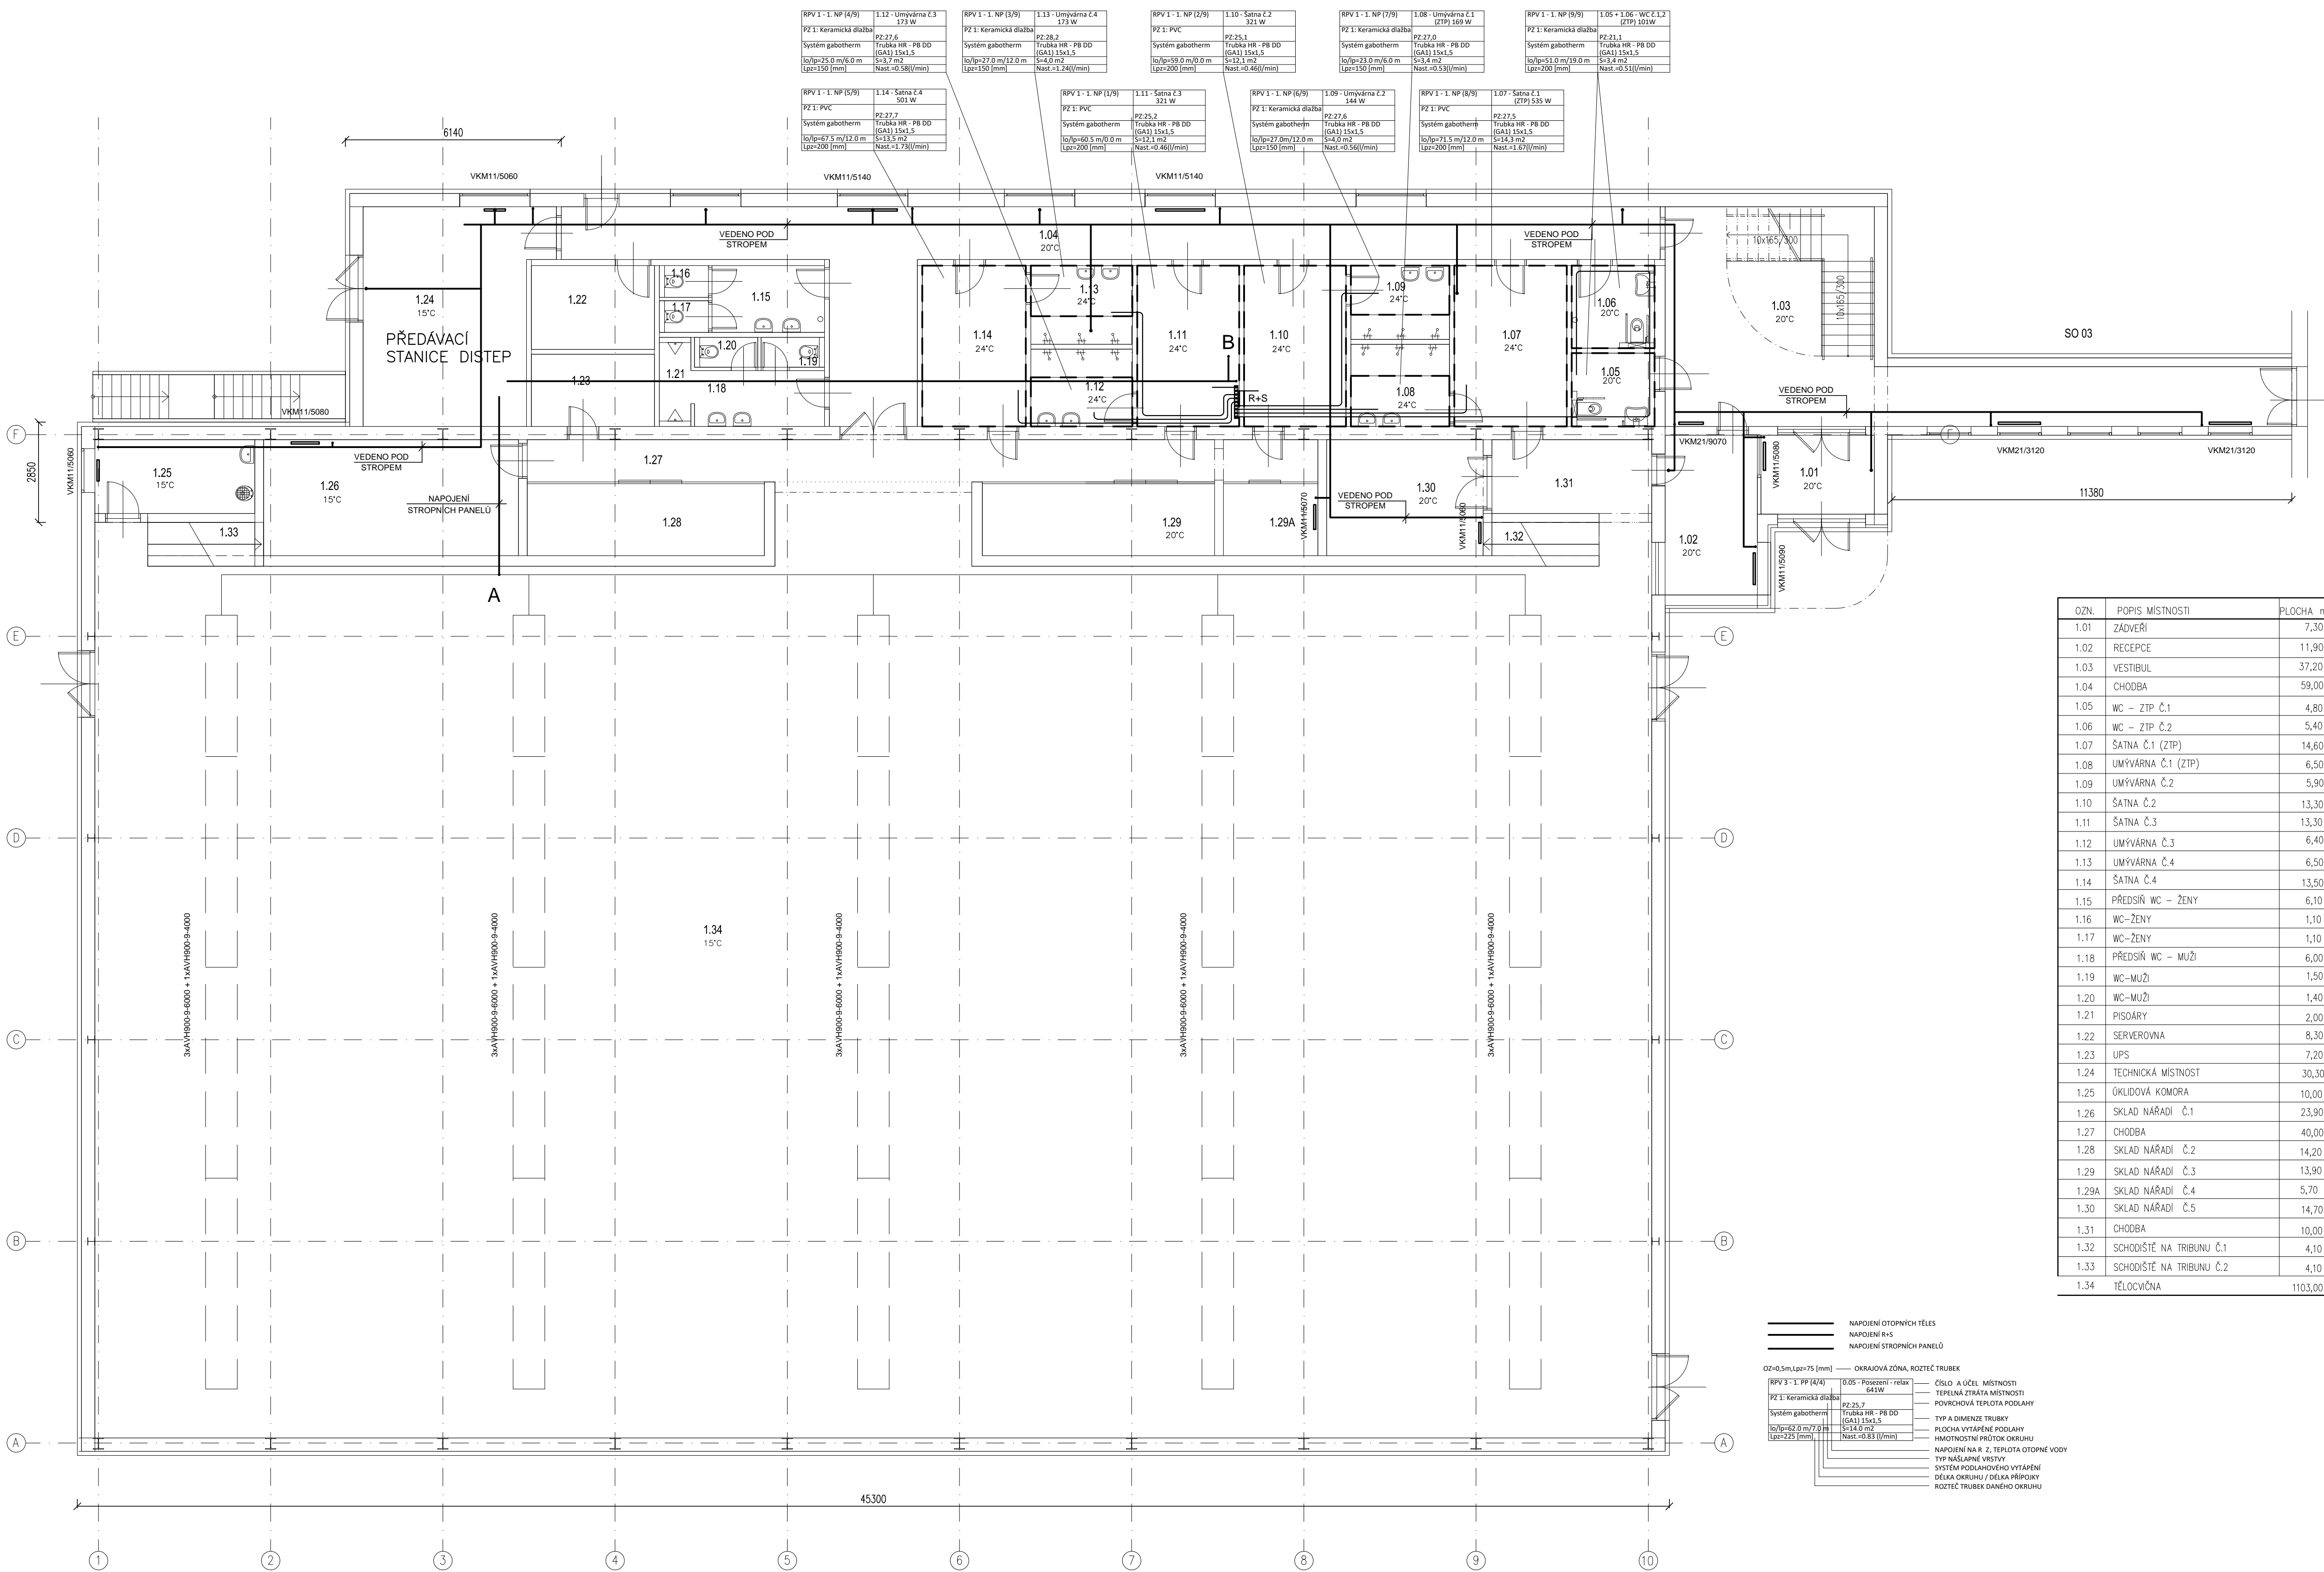 RPV 1 - 1. NP (4/9) 1.12 - Umývárna č.3
173 W
PZ 1: Keramická dlažba
PZ:27,6
Systém gabotherm Trubka HR - PB DD
(GA1) 15x1,5
lo/lp=25.0 m/6.0 m S=3,7 m2
Lpz=150 [mm] Nast.=0.58(l/min)
RPV 1 - 1. NP (3/9) 1.13 - Umývárna č.4
173 W
PZ 1: Keramická dlažba
PZ:28,2
Systém gabotherm Trubka HR - PB DD
(GA1) 15x1,5
lo/lp=27.0 m/12.0 m S=4,0 m2
Lpz=150 [mm] Nast.=1.24(l/min)
RPV 1 - 1. NP (2/9) 1.10 - Šatna č.2
321 W
PZ 1: PVC
PZ:25,1
Systém gabotherm Trubka HR - PB DD
(GA1) 15x1,5
lo/lp=59.0 m/0.0 m S=12,1 m2
Lpz=200 [mm] Nast.=0.46(l/min)
RPV 1 - 1. NP (7/9) 1.08 - Umývárna č.1
(ZTP) 169 W
PZ 1: Keramická dlažba
PZ:27,0
Systém gabotherm Trubka HR - PB DD
(GA1) 15x1,5
lo/lp=23.0 m/6.0 m S=3,4 m2
Lpz=150 [mm] Nast.=0.53(l/min)
RPV 1 - 1. NP (9/9) 1.05 + 1.06 - WC č.1,2
(ZTP) 101W
PZ 1: Keramická dlažba
PZ:21,1
Systém gabotherm Trubka HR - PB DD
(GA1) 15x1,5
lo/lp=51.0 m/19.0 m S=3,4 m2
Lpz=200 [mm] Nast.=0.51(l/min)
RPV 1 - 1. NP (5/9) 1.14 - Šatna č.4
501 W
PZ 1: PVC
PZ:27,7
Systém gabotherm Trubka HR - PB DD
(GA1) 15x1,5
lo/lp=67.5 m/12.0 m S=13,5 m2
Lpz=200 [mm] Nast.=1.73(l/min)
RPV 1 - 1. NP (1/9) 1.11 - Šatna č.3
321 W
PZ 1: PVC
PZ:25,2
Systém gabotherm Trubka HR - PB DD
(GA1) 15x1,5
lo/lp=60.5 m/0.0 m S=12,1 m2
Lpz=200 [mm] Nast.=0.46(l/min)
RPV 1 - 1. NP (6/9) 1.09 - Umývárna č.2
144 W
PZ 1: Keramická dlažba
PZ:27,6
Systém gabotherm Trubka HR - PB DD
(GA1) 15x1,5
lo/lp=27.0m/12.0 m S=4,0 m2
Lpz=150 [mm] Nast.=0.56(l/min)
RPV 1 - 1. NP (8/9) 1.07 - Šatna č.1
(ZTP) 535 W
PZ 1: PVC
PZ:27,5
Systém gabotherm Trubka HR - PB DD
(GA1) 15x1,5
lo/lp=71.5 m/12.0 m S=14,3 m2
Lpz=200 [mm] Nast.=1.67(l/min)
6140
VKM11/5060
VKM11/5140
VKM11/5140
VEDENO POD
STROPEM
1.04
20°C
VEDENO POD
STROPEM
10x165/300
10x165/300
1.24
15°C
PŘEDÁVACÍ
STANICE DISTEP
1.22
1.16
1.17
1.15
1.20
1.19
1.21
1.18
1.23
1.14
24°C
1.13
24°C
1.12
24°C
1.11
24°C
B
R+S
1.10
24°C
1.09
24°C
1.08
24°C
1.07
24°C
1.06
20°C
1.05
20°C
1.03
20°C
SO 03
VEDENO POD
STROPEM
VKM11/5080
F
F
2850
VKM11/5060
1.25
15°C
1.26
15°C
VEDENO POD
STROPEM
NAPOJENÍ
STROPNÍCH PANELŮ
1.27
1.28
1.29
20°C
1.29A
VKM11/5070
VEDENO POD
STROPEM
1.30
20°C
VKM11/5060
1.31
1.32
1.33
VKM21/9070
VKM11/5080
1.01
20°C
1.02
20°C
VKM11/5090
VKM21/3120
VKM21/3120
11380
A
E
E
D
D
C
C
B
B
A
A
1.34
15°C
3xAVH900-9-6000 + 1xAVH900-9-4000
3xAVH900-9-6000 + 1xAVH900-9-4000
3xAVH900-9-6000 + 1xAVH900-9-4000
3xAVH900-9-6000 + 1xAVH900-9-4000
3xAVH900-9-6000 + 1xAVH900-9-4000
45300
1 2 3 4 5 6 7 8 9 10
OZN. POPIS MÍSTNOSTI PLOCHA
1.01 ZÁDVEŘÍ 7,30
1.02 RECEPCE 11,90
1.03 VESTIBUL 37,20
1.04 CHODBA 59,00
1.05 WC – ZTP Č.1 4,80
1.06 WC – ZTP Č.2 5,40
1.07 ŠATNA Č.1 (ZTP) 14,60
1.08 UMÝVÁRNA Č.1 (ZTP) 6,50
1.09 UMÝVÁRNA Č.2 5,90
1.10 ŠATNA Č.2 13,30
1.11 ŠATNA Č.3 13,30
1.12 UMÝVÁRNA Č.3 6,40
1.13 UMÝVÁRNA Č.4 6,50
1.14 ŠATNA Č.4 13,50
1.15 PŘEDSÍŇ WC – ŽENY 6,10
1.16 WC–ŽENY 1,10
1.17 WC–ŽENY 1,10
1.18 PŘEDSÍŇ WC – MUŽI 6,00
1.19 WC–MUŽI 1,50
1.20 WC–MUŽI 1,40
1.21 PISOÁRY 2,00
1.22 SERVEROVNA 8,30
1.23 UPS 7,20
1.24 TECHNICKÁ MÍSTNOST 30,30
1.25 ÚKLIDOVÁ KOMORA 10,00
1.26 SKLAD NÁŘADÍ Č.1 23,90
1.27 CHODBA 40,00
1.28 SKLAD NÁŘADÍ Č.2 14,20
1.29 SKLAD NÁŘADÍ Č.3 13,90
1.29A SKLAD NÁŘADÍ Č.4 5,70
1.30 SKLAD NÁŘADÍ Č.5 14,70
1.31 CHODBA 10,00
1.32 SCHODIŠTĚ NA TRIBUNU Č.1 4,10
1.33 SCHODIŠTĚ NA TRIBUNU Č.2 4,10
1.34 TĚLOCVIČNA 1103,00
NAPOJENÍ OTOPNÝCH TĚLES
NAPOJENÍ R+S
NAPOJENÍ STROPNÍCH PANELŮ
OZ=0,5m,Lpz=75 [mm] OKRAJOVÁ ZÓNA, ROZTEČ TRUBEK
RPV 3 - 1. PP (4/4) 0.05 - Posezení - relax
641W
PZ 1: Keramická dlažba
PZ:25,7
Systém gabotherm Trubka HR - PB DD
(GA1) 15x1,5
lo/lp=62.0 m/7.0 m S=14.0 m2
Lpz=225 [mm] Nast.=0.83 (l/min)
ČÍSLO A ÚČEL MÍSTNOSTI
TEPELNÁ ZTRÁTA MÍSTNOSTI
POVRCHOVÁ TEPLOTA PODLAHY
TYP A DIMENZE TRUBKY
PLOCHA VYTÁPĚNÉ PODLAHY
HMOTNOSTNÍ PRŮTOK OKRUHU
NAPOJENÍ NA R Z, TEPLOTA OTOPNÉ VODY
TYP NÁŠLAPNÉ VRSTVY
SYSTÉM PODLAHOVÉHO VYTÁPĚNÍ
DÉLKA OKRUHU / DÉLKA PŘÍPOJKY
ROZTEČ TRUBEK DANÉHO OKRUHU